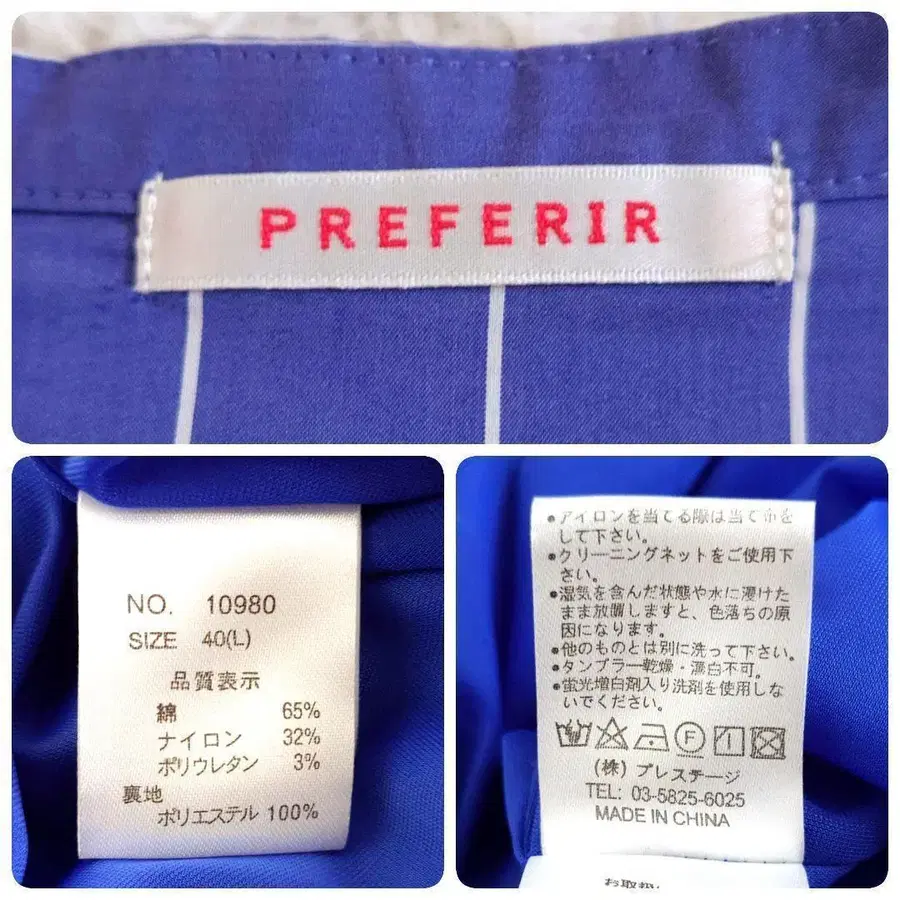 PREFERIR
NO. 10980
SIZE 40(L)
品質表示
綿 65%
ナイロン 32%
ポリウレタン 3%
裏地
ポリエステル 100%
●アイロンを当てる際は当て布を
して下さい。
●クリーニングネットをご使用下
さい。
●湿気を含んだ状態や水に濡けた
まま放置しますと、色落ちの原
因になります。
●他のものとは別に洗って下さい。
●タンブラー乾燥・漂白不可。
●蛍光増白剤入り洗剤を使用しな
いでください。
F
(株) プレステージ
TEL: 03-5825-6025
MADE IN CHINA
お取扱い